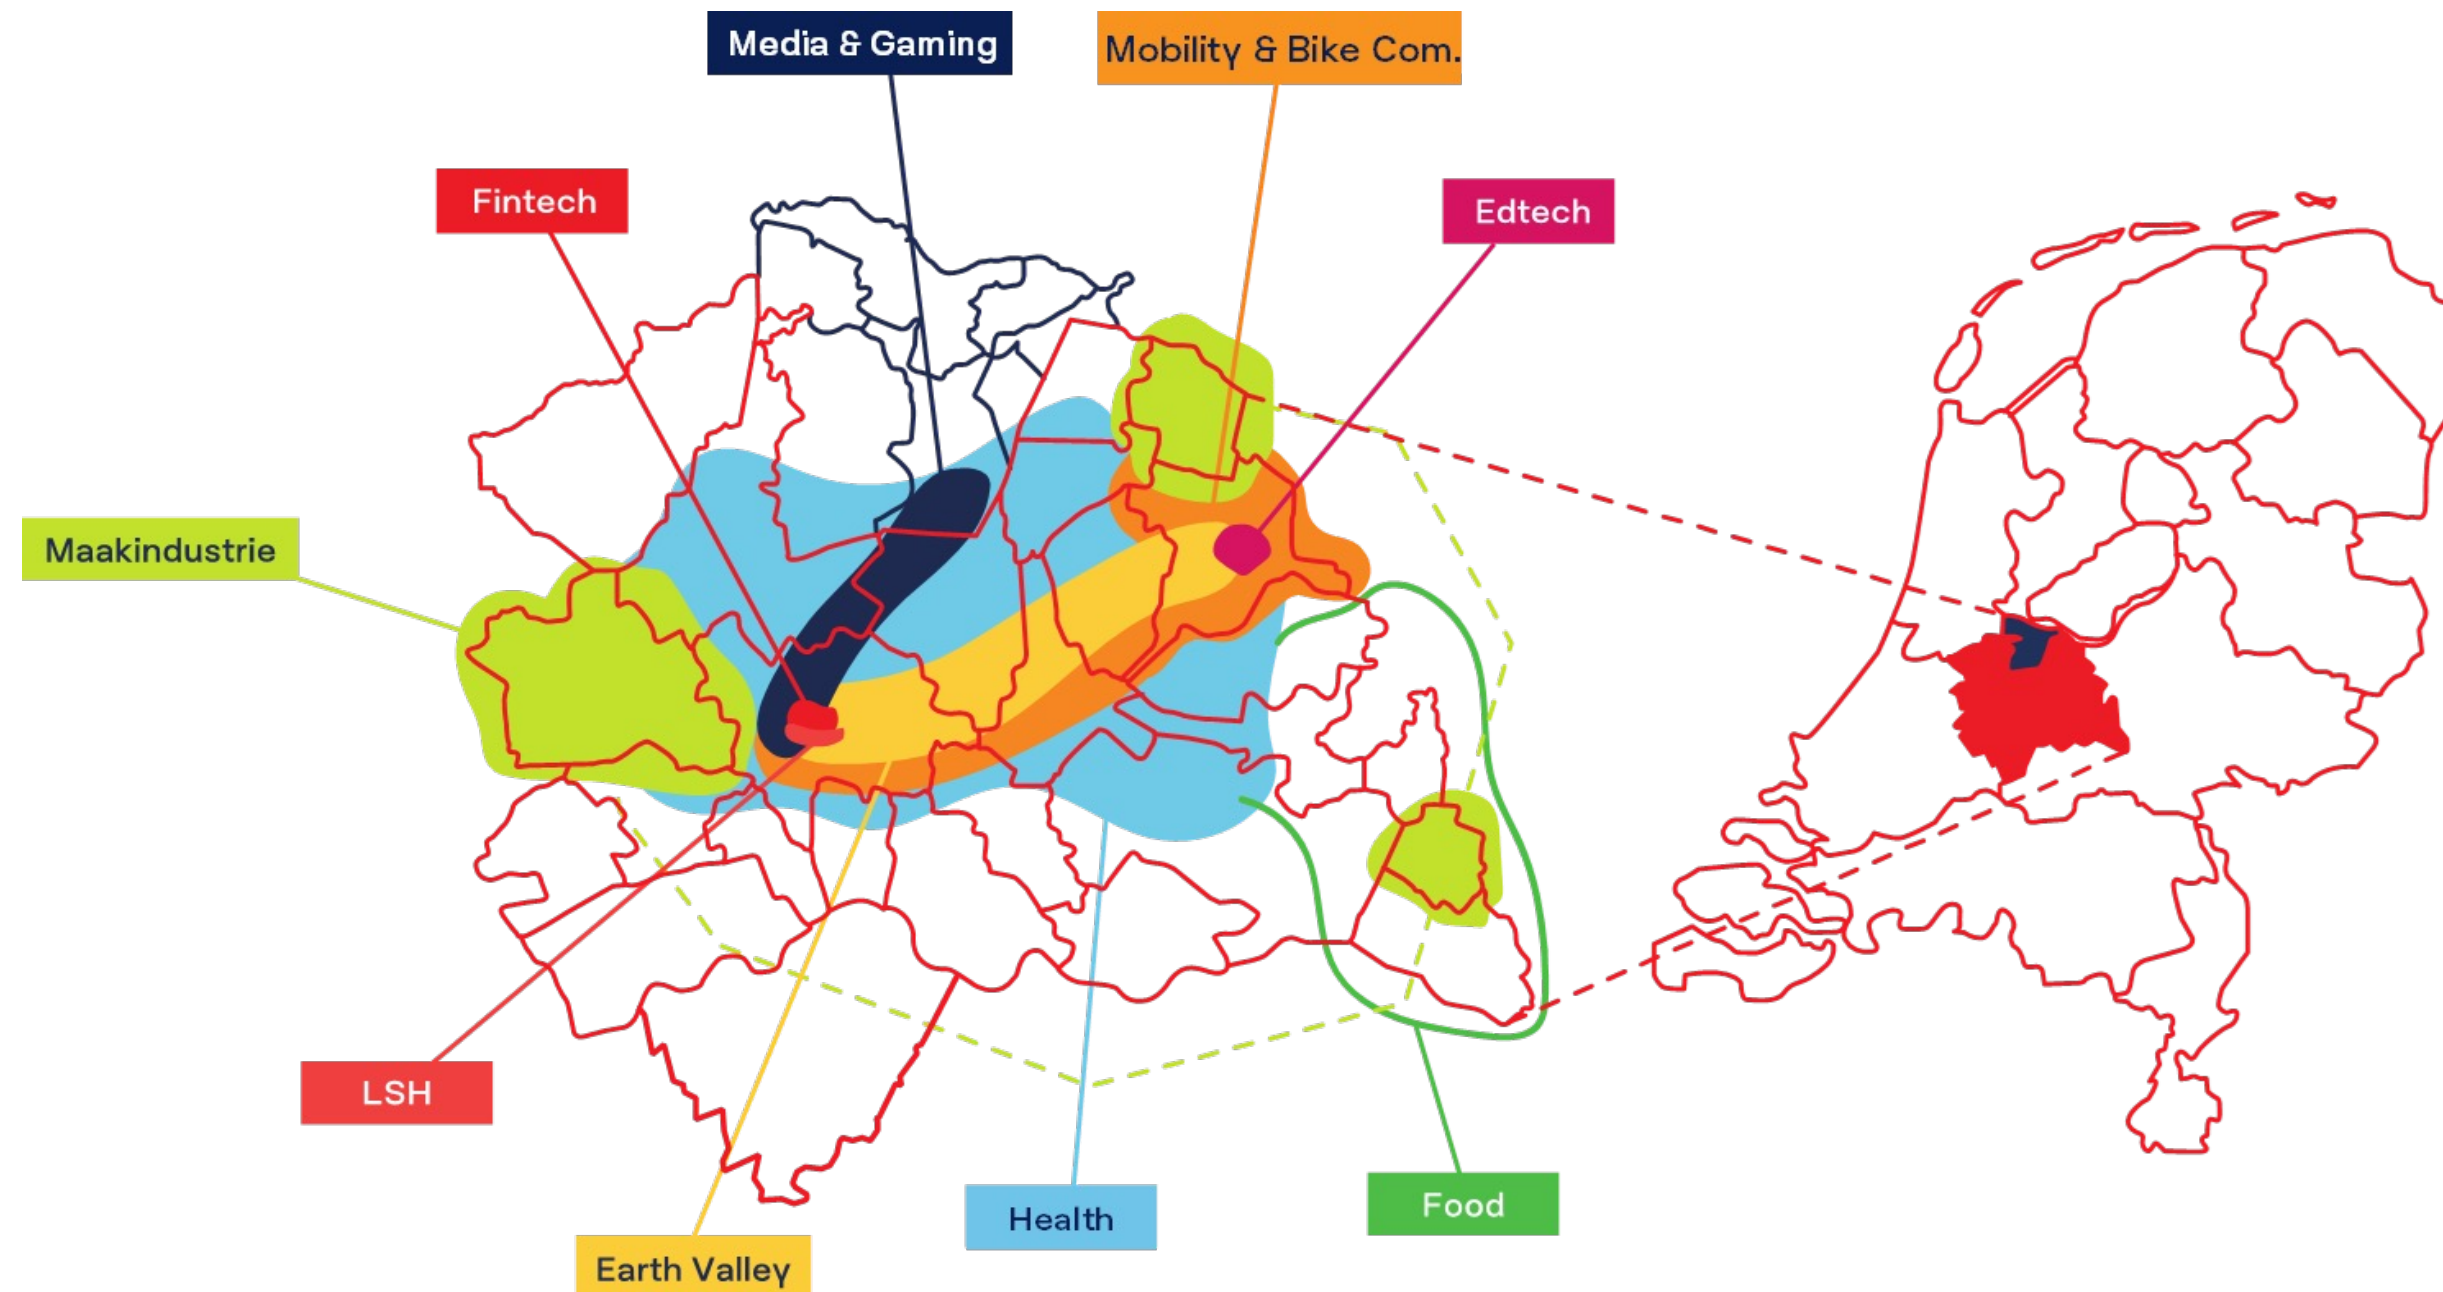 Media & Gaming
Mobility & Bike Com.
Fintech
Edtech
Maakindustrie
LSH
Food
Health
Earth Valley